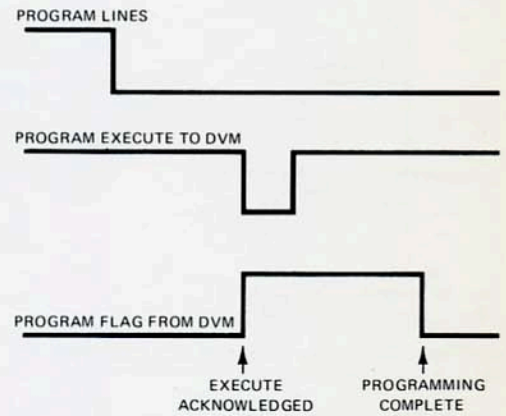 PROGRAM LINES
PROGRAM EXECUTE TO DVM
PROGRAM FLAG FROM DVM
EXECUTE
ACKNOWLEDGED
PROGRAMMING
COMPLETE